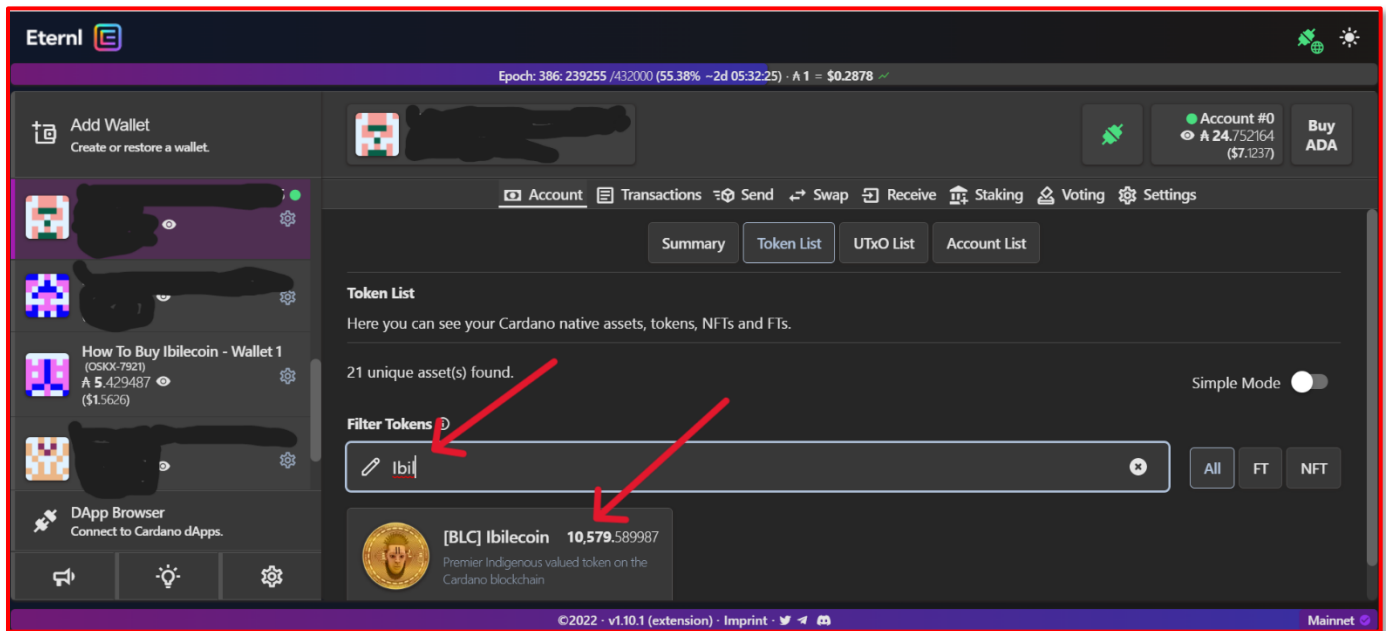 Eternl
Epoch: 386: 239255 /432000 (55.38% ~2d 05:32:25) · ₳ 1 = $0.2878
Add Wallet
Create or restore a wallet.
Account #0
₳ 24.752164
($7.1237)
Buy
ADA
Account Transactions Send Swap Receive Staking Voting Settings
Summary Token List UTxO List Account List
Token List
Here you can see your Cardano native assets, tokens, NFTs and FTs.
How To Buy Ibilecoin - Wallet 1
(OSKX-7921)
₳ 5.429487
($1.5626)
21 unique asset(s) found.
Simple Mode
Filter Tokens
Ibil
All FT NFT
DApp Browser
Connect to Cardano dApps.
[BLC] Ibilecoin 10,579.589987
Premier Indigenous valued token on the
Cardano blockchain
©2022 · v1.10.1 (extension) · Imprint ·
Mainnet